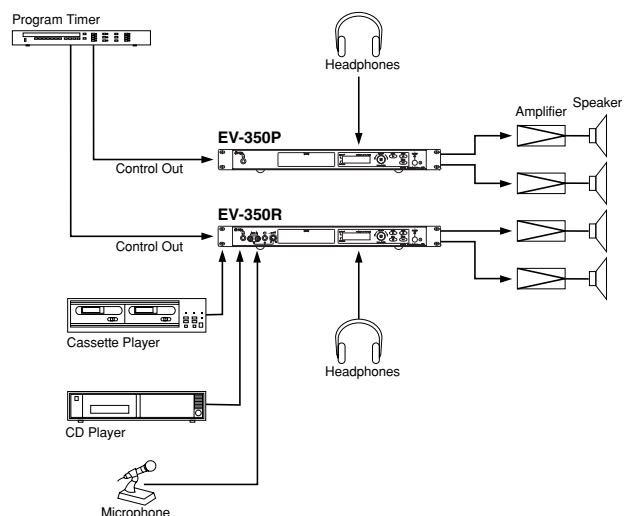 Program Timer
Headphones
Amplifier
Speaker
EV-350P
Control Out
EV-350R
Control Out
Cassette Player
Headphones
CD Player
Microphone